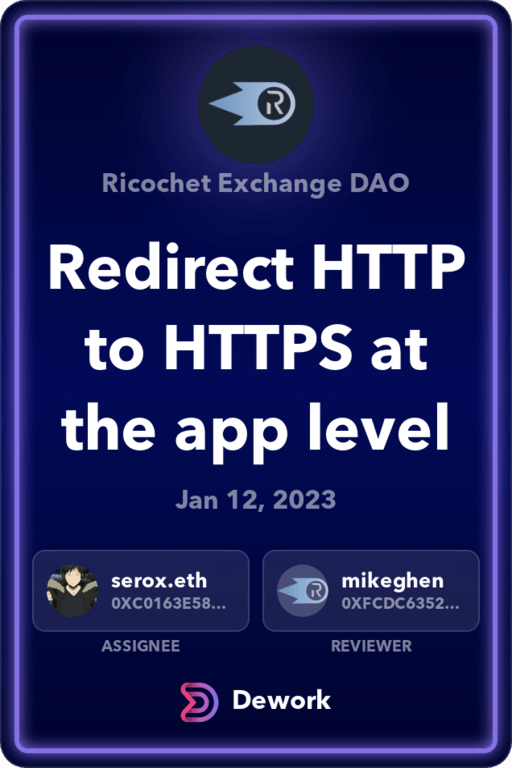 Ricochet Exchange DAO
Redirect HTTP
to HTTPS at
the app level
Jan 12, 2023
serox.eth
0XC0163E58...
ASSIGNEE
mikeghen
0XFCDC6352...
REVIEWER
Dework